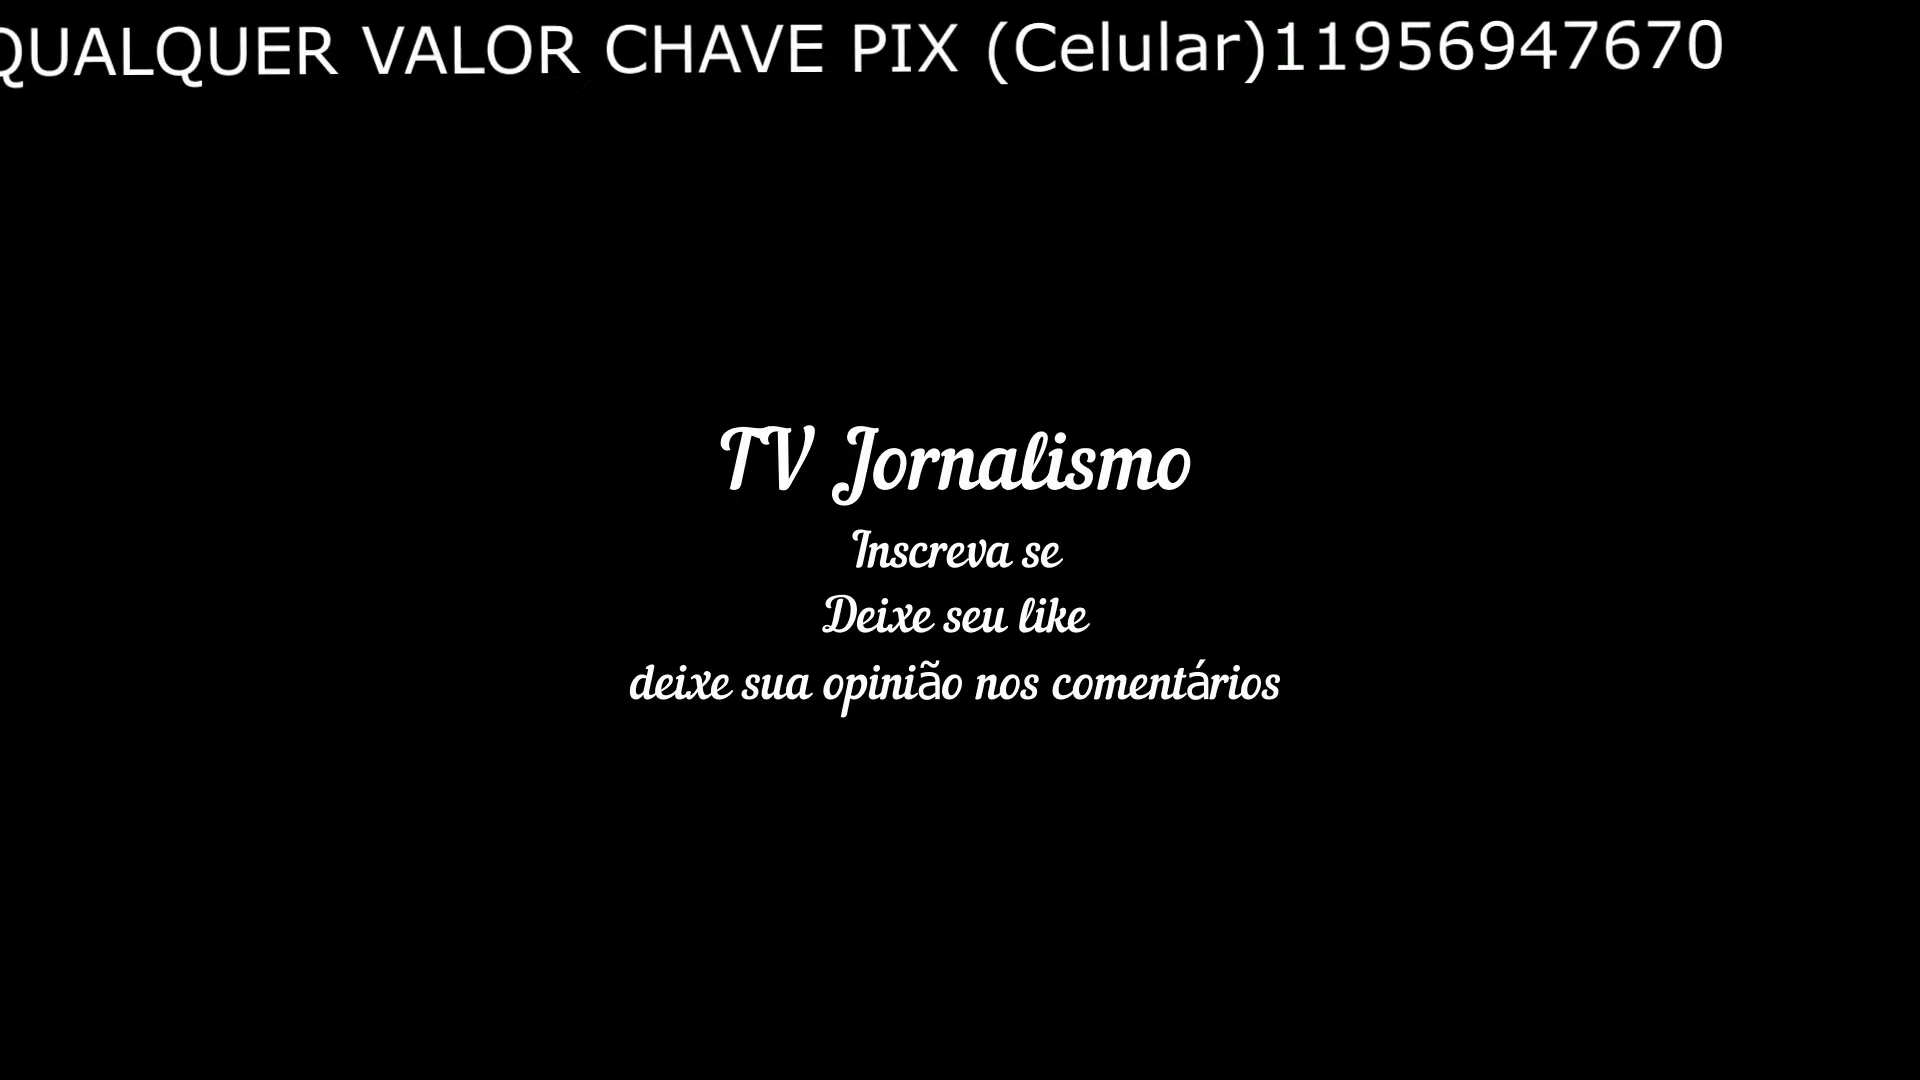 QUALQUER VALOR CHAVE PIX (Celular)11956947670
TV Jornalismo
Inscreva se
Deixe seu like
deixe sua opinião nos comentários